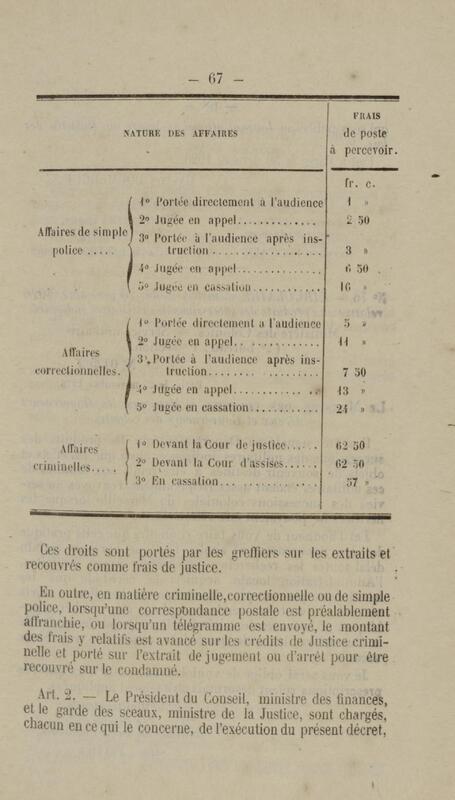 — 67 —
NATURE DES AFFAIRES
FRAIS
de poste
à percevoir.
fr. c.
Affaires de simple
police .....
1° Portée directement à l'audience 1 »
2° Jugée en appel.............. 2 50
3° Portée à l'audience après ins-
truction ................... 3 »
4° Jugée en appel.............. 6 50
5° Jugée en cassation ............ 16 »
Affaires
correctionnelles.
1° Portée directement a l'audience 5 »
2° Jugée en appel.............. 11 »
3° Portée à l'audience après ins-
truction ................... 7 50
4° Jugée en appel.............. 13 »
5° Jugée en cassation ............ 24 »
Affaires
criminelles.....
1° Devant la Cour de justice...... 62 50
2° Devant la Cour d'assises...... 62 50
3° En cassation ................ 57 »
Ces droits sont portés par les greffiers sur les extraits et
recouvrés comme frais de justice.
En outre, en matière criminelle, correctionnelle ou de simple
police, lorsqu'une correspondance postale est préalablement
affranchie, ou lorsqu'un télégramme est envoyé, le montant
des frais y relatifs est avancé sur les crédits de Justice crimi-
nelle et porté sur l'extrait de jugement ou d'arrêt pour être
recouvré sur le condamné.
Art. 2. — Le Président du Conseil, ministre des finances,
et le garde des sceaux, ministre de la Justice, sont chargés,
chacun en ce qui le concerne, de l'exécution du présent décret,